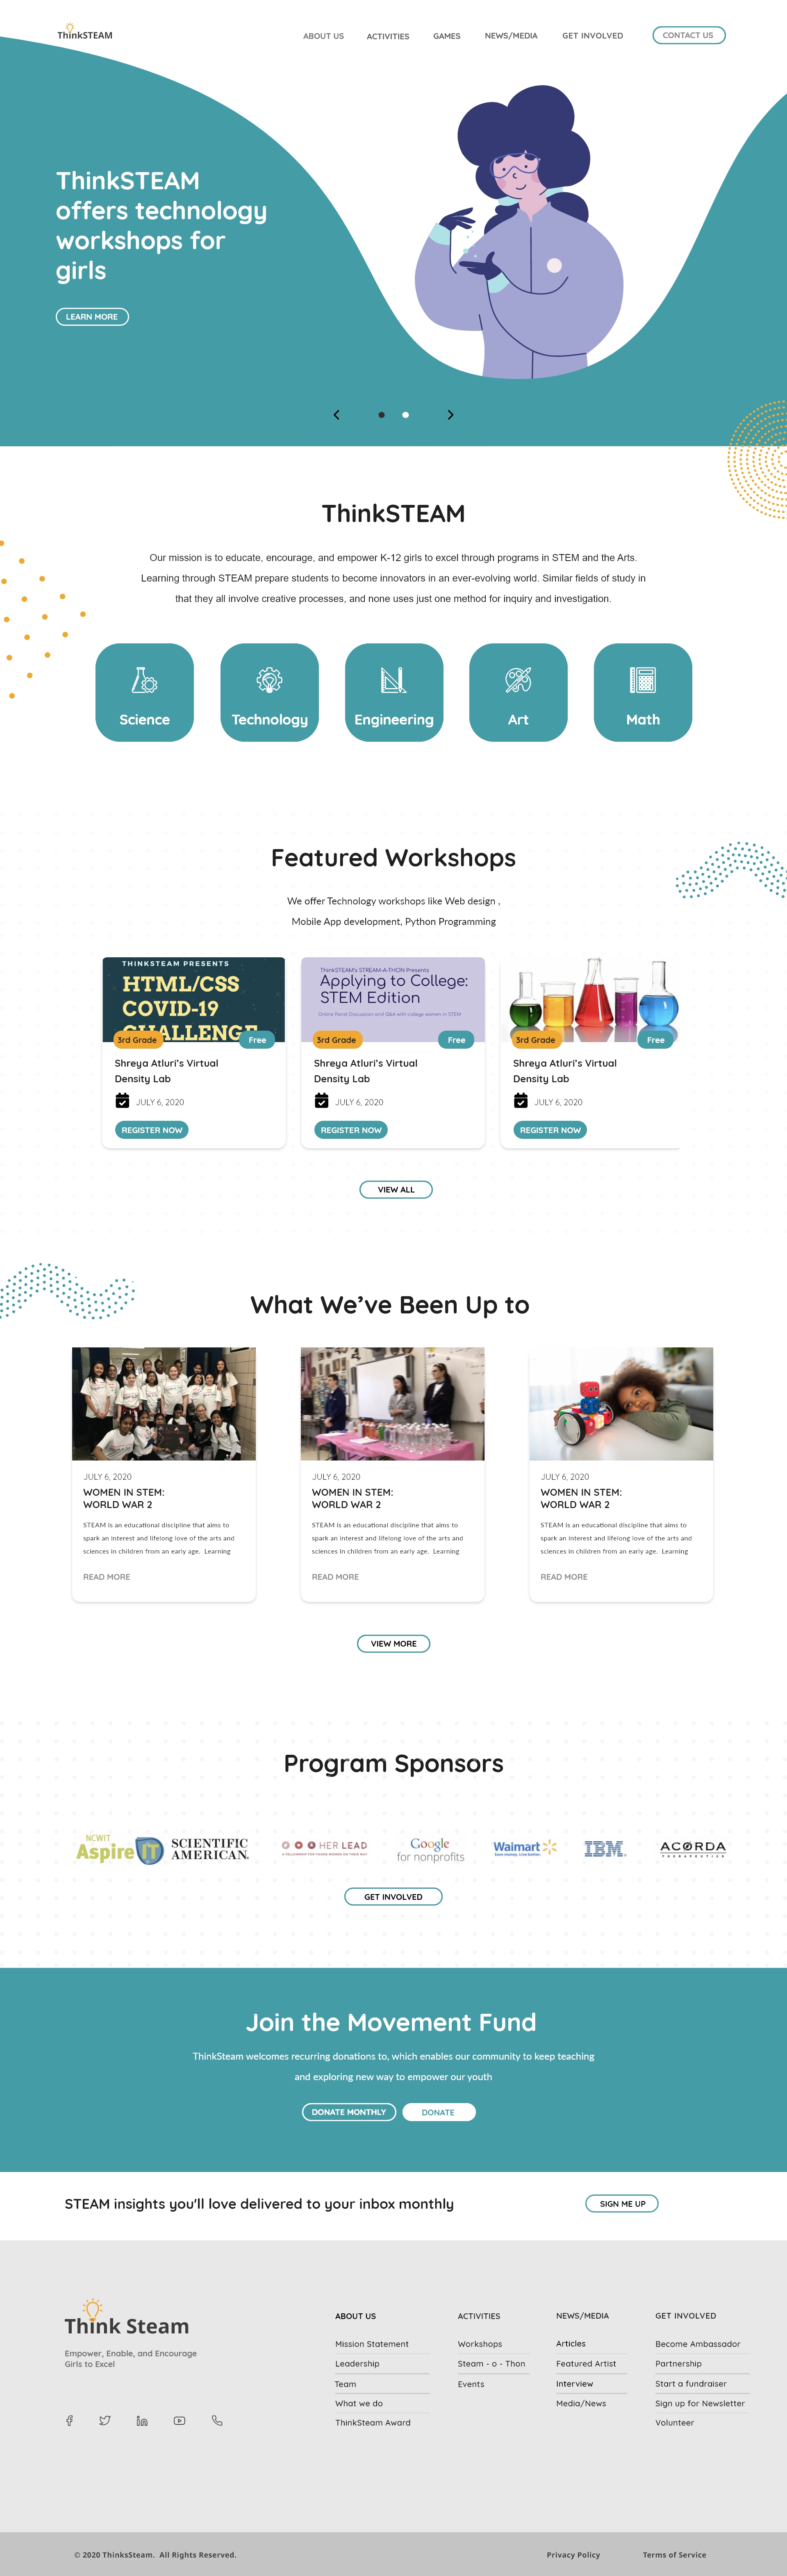 ThinkSTEAM
ABOUT US
ACTIVITIES
GAMES
NEWS/MEDIA
GET INVOLVED
CONTACT US
ThinkSTEAM
offers technology
workshops for
girls
LEARN MORE
ThinkSTEAM
Our mission is to educate, encourage, and empower K-12 girls to excel through programs in STEM and the Arts.
Learning through STEAM prepare students to become innovators in an ever-evolving world. Similar fields of study in
that they all involve creative processes, and none uses just one method for inquiry and investigation.
Science
Technology
Engineering
Art
Math
Featured Workshops
We offer Technology workshops like Web design ,
Mobile App development, Python Programming
THINKSTEAM PRESENTS
HTML/CSS
COVID-19
CHALLENGE
3rd Grade
Free
Shreya Atluri’s Virtual
Density Lab
JULY 6, 2020
REGISTER NOW
ThinkSTEAM's STREAM-A-THON Presents
Applying to College:
STEM Edition
Online Panel Discussion and Q&A with college women in STEM
3rd Grade
Free
Shreya Atluri’s Virtual
Density Lab
JULY 6, 2020
REGISTER NOW
3rd Grade
Free
Shreya Atluri’s Virtual
Density Lab
JULY 6, 2020
REGISTER NOW
VIEW ALL
What We’ve Been Up to
JULY 6, 2020
WOMEN IN STEM:
WORLD WAR 2
STEAM is an educational discipline that aims to
spark an interest and lifelong love of the arts and
sciences in children from an early age. Learning
READ MORE
JULY 6, 2020
WOMEN IN STEM:
WORLD WAR 2
STEAM is an educational discipline that aims to
spark an interest and lifelong love of the arts and
sciences in children from an early age. Learning
READ MORE
JULY 6, 2020
WOMEN IN STEM:
WORLD WAR 2
STEAM is an educational discipline that aims to
spark an interest and lifelong love of the arts and
sciences in children from an early age. Learning
READ MORE
VIEW MORE
Program Sponsors
NCWIT
AspireIT
SCIENTIFIC
AMERICAN.
HER LEAD
A FELLOWSHIP FOR YOUNG WOMEN ON THEIR WAY
Google
for nonprofits
Walmart
Save money. Live better.
IBM
ACORDA
THERAPEUTICS
GET INVOLVED
Join the Movement Fund
ThinkSteam welcomes recurring donations to, which enables our community to keep teaching
and exploring new way to empower our youth
DONATE MONTHLY
DONATE
STEAM insights you'll love delivered to your inbox monthly
SIGN ME UP
Think Steam
Empower, Enable, and Encourage
Girls to Excel
ABOUT US
Mission Statement
Leadership
Team
What we do
ThinkSteam Award
ACTIVITIES
Workshops
Steam - o - Thon
Events
NEWS/MEDIA
Articles
Featured Artist
Interview
Media/News
GET INVOLVED
Become Ambassador
Partnership
Start a fundraiser
Sign up for Newsletter
Volunteer
© 2020 ThinksSteam. All Rights Reserved.
Privacy Policy
Terms of Service